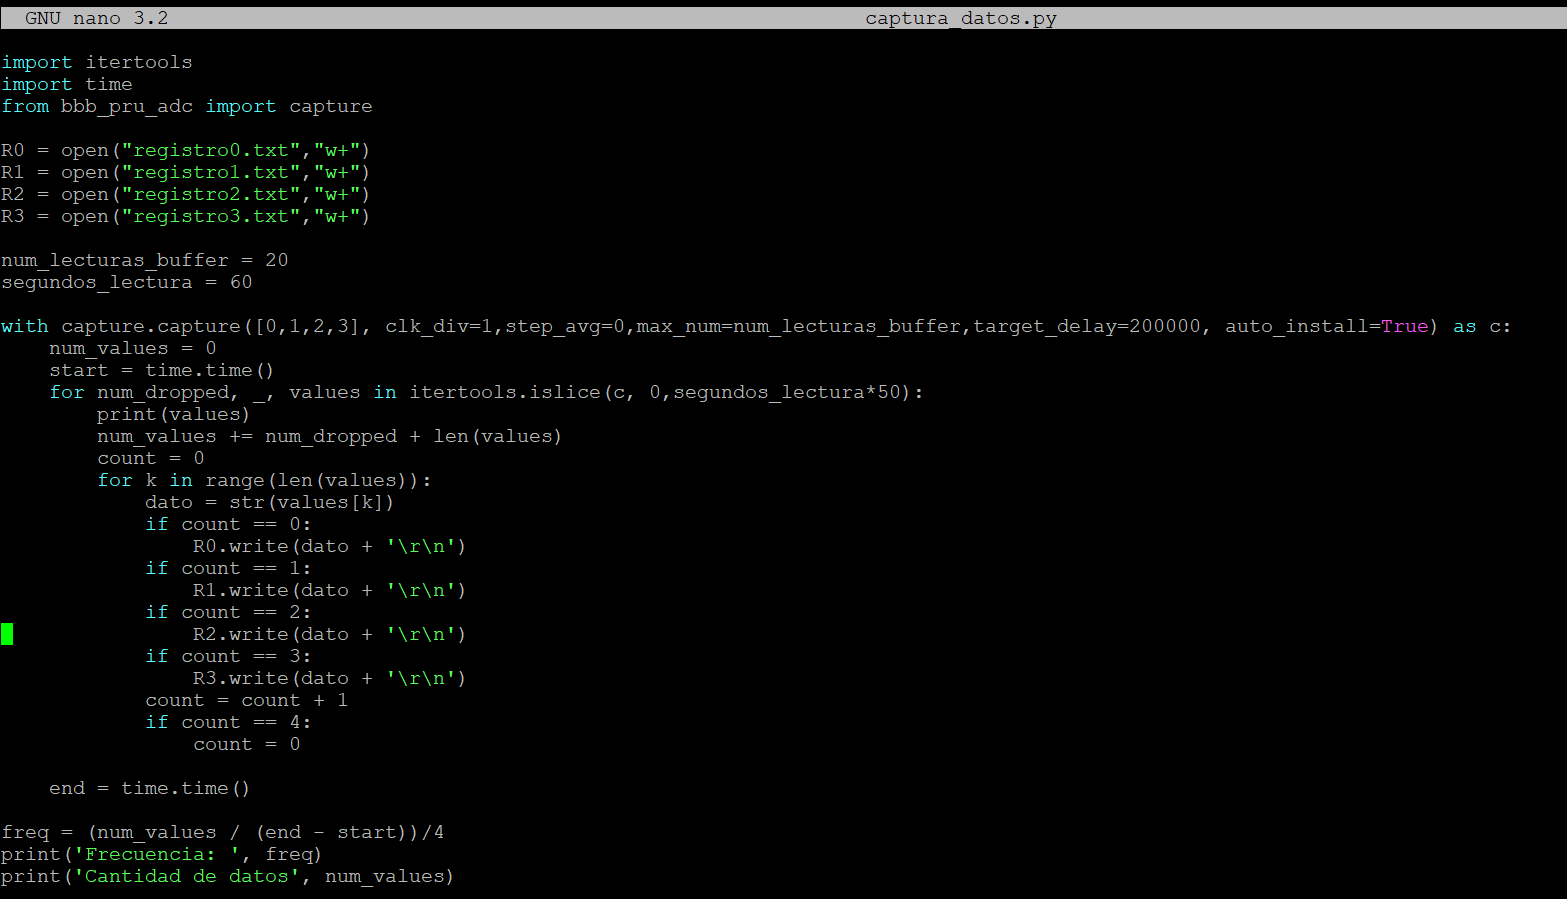 GNU nano 3.2 captura_datos.py
import itertools
import time
from bbb_pru_adc import capture
R0 = open("registro0.txt","w+")
R1 = open("registro1.txt","w+")
R2 = open("registro2.txt","w+")
R3 = open("registro3.txt","w+")
num_lecturas_buffer = 20
segundos_lectura = 60
with capture.capture([0,1,2,3], clk_div=1,step_avg=0,max_num=num_lecturas_buffer,target_delay=200000, auto_install=True) as c:
    num_values = 0
    start = time.time()
    for num_dropped, _, values in itertools.islice(c, 0,segundos_lectura*50):
        print(values)
        num_values += num_dropped + len(values)
        count = 0
        for k in range(len(values)):
            dato = str(values[k])
            if count == 0:
                R0.write(dato + '\r\n')
            if count == 1:
                R1.write(dato + '\r\n')
            if count == 2:
                R2.write(dato + '\r\n')
            if count == 3:
                R3.write(dato + '\r\n')
            count = count + 1
            if count == 4:
                count = 0
    end = time.time()
freq = (num_values / (end - start))/4
print('Frecuencia: ', freq)
print('Cantidad de datos', num_values)